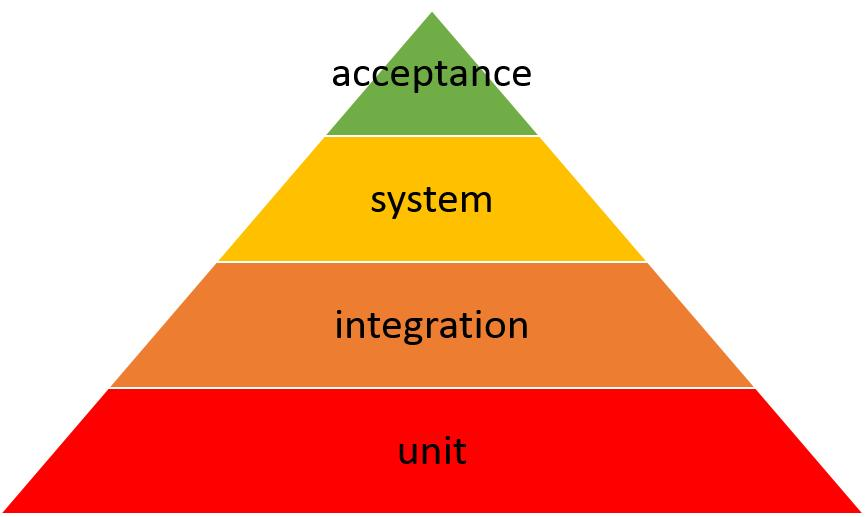 acceptance
system
integration
unit